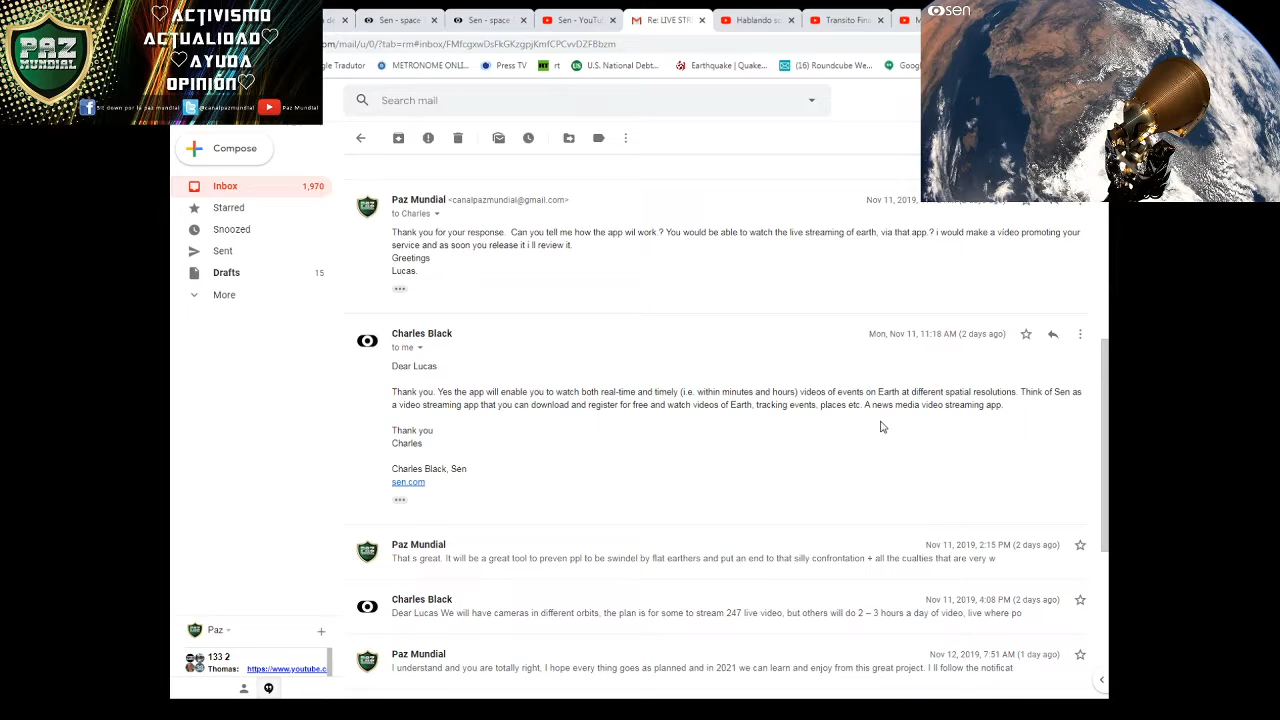 ♡ACTIVISMO
ACTUALIDAD♡
♡AYUDA
OPINIÓN♡
PAZ
MUNDIAL
Sit down por la paz mundial
@canalpazmundial
Paz Mundial
Sen - space
Sen - space
Sen - YouTu
Re: LIVE STR
Hablando sc
Transito Fina
.com/mail/u/0/?tab=rm#inbox/FMfcgxwDsFkGKzgpjKmfCPCvvDZFBbzm
gle Tradutor
METRONOME ONLI...
Press TV
rt
U.S. National Debt...
Earthquake | Quake...
(16) Roundcube We...
Goog
sen
Search mail
Compose
Inbox
1,970
Starred
Snoozed
Sent
Drafts
15
More
Paz Mundial <canalpazmundial@gmail.com>
Nov 11, 2019,
to Charles
Thank you for your response. Can you tell me how the app wil work ? You would be able to watch the live streaming of earth, via that app.? i would make a vídeo promoting your
service and as soon you release it i ll review it.
Greetings
Lucas.
Charles Black
Mon, Nov 11, 11:18 AM (2 days ago)
to me
Dear Lucas
Thank you. Yes the app will enable you to watch both real-time and timely (i.e. within minutes and hours) videos of events on Earth at different spatial resolutions. Think of Sen as
a video streaming app that you can download and register for free and watch videos of Earth, tracking events, places etc. A news media video streaming app.
Thank you
Charles
Charles Black, Sen
sen.com
Paz Mundial
Nov 11, 2019, 2:15 PM (2 days ago)
That s great. It will be a great tool to preven ppl to be swindel by flat earthers and put an end to that silly confrontation + all the cualties that are very w
Charles Black
Nov 11, 2019, 4:08 PM (2 days ago)
Dear Lucas We will have cameras in different orbits, the plan is for some to stream 247 live video, but others will do 2 – 3 hours a day of video, live where po
Paz Mundial
Nov 12, 2019, 7:51 AM (1 day ago)
I understand and you are totally right, I hope every thing goes as planned and in 2021 we can learn and enjoy from this great project. I ll follow the notificat
Paz
133 2
Thomas: https://www.youtube.c